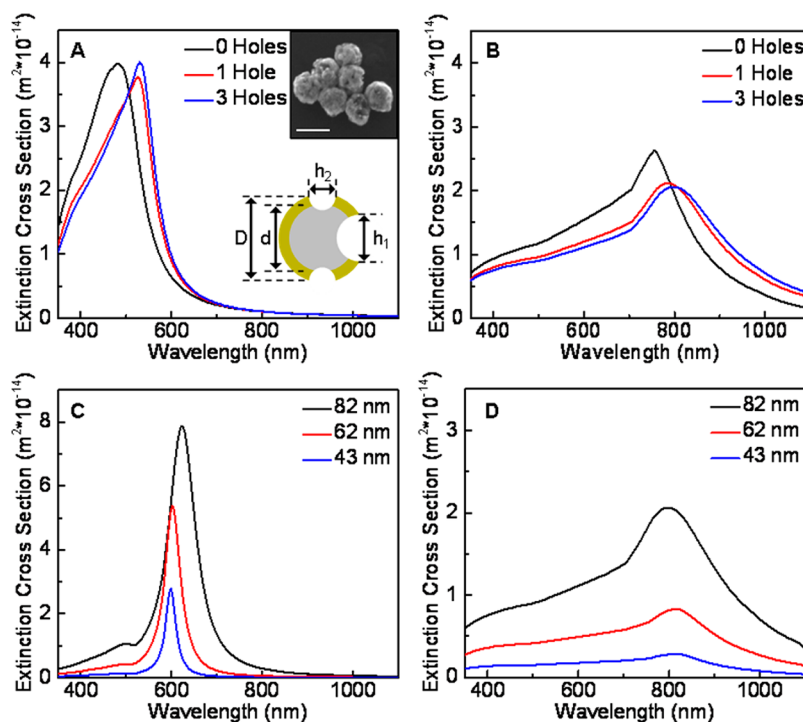 A
0 Holes
1 Hole
3 Holes
h2
D
d
h1
Extinction Cross Section (m2*10-14)
0
1
2
3
4
400 600 800 1000
Wavelength (nm)
B
0 Holes
1 Hole
3 Holes
Extinction Cross Section (m2*10-14)
0
1
2
3
4
400 600 800 1000
Wavelength (nm)
C
82 nm
62 nm
43 nm
Extinction Cross Section (m2*10-14)
0
2
4
6
8
400 600 800 1000
Wavelength (nm)
D
82 nm
62 nm
43 nm
Extinction Cross Section (m2*10-14)
0
1
2
3
400 600 800 1000
Wavelength (nm)